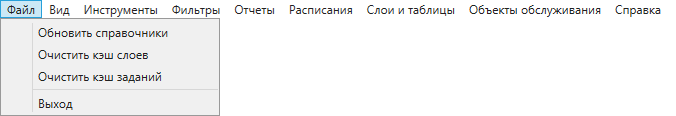 Файл Вид Инструменты Фильтры Отчеты Расписания Слои и таблицы Объекты обслуживания Справка
Обновить справочники
Очистить кэш слоев
Очистить кэш заданий
Выход